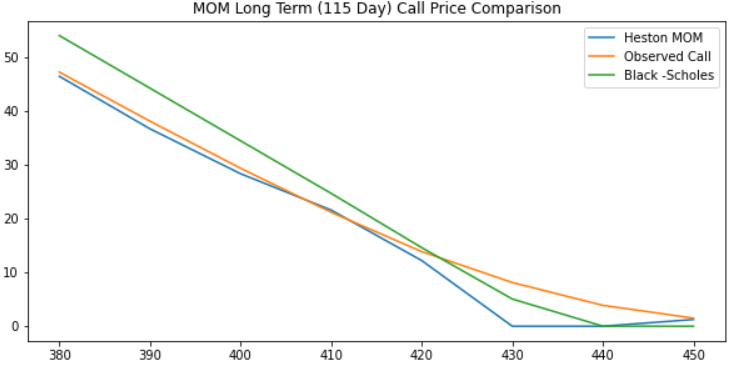 MOM Long Term (115 Day) Call Price Comparison
Heston MOM
Observed Call
Black -Scholes
50
40
30
20
10
0
380 390 400 410 420 430 440 450